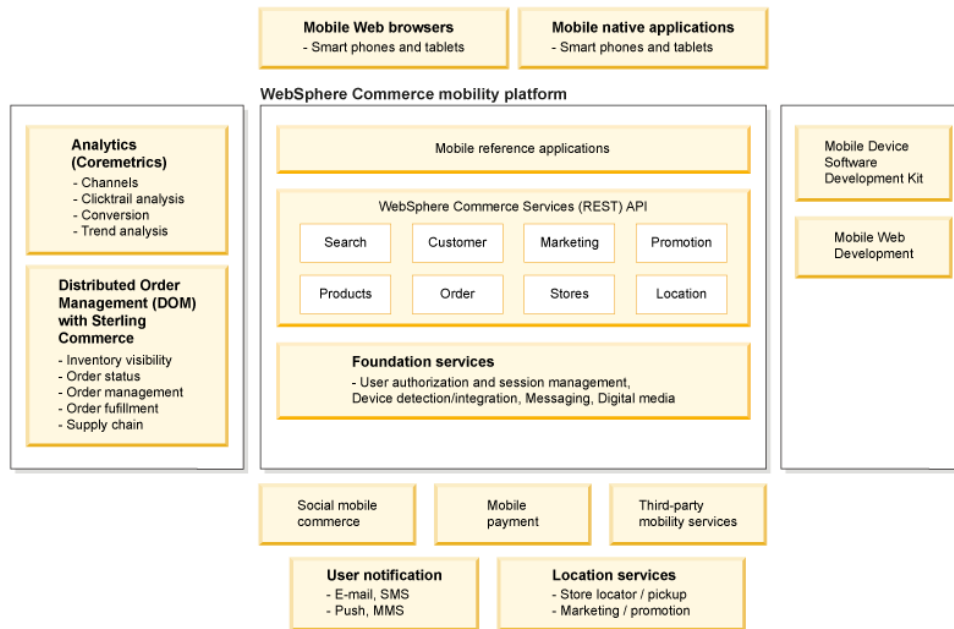 Mobile Web browsers
- Smart phones and tablets
Mobile native applications
- Smart phones and tablets
WebSphere Commerce mobility platform
Analytics
(Coremetrics)
- Channels
- Clicktrail analysis
- Conversion
- Trend analysis
Distributed Order
Management (DOM)
with Sterling
Commerce
- Inventory visibility
- Order status
- Order management
- Order fufillment
- Supply chain
Mobile reference applications
WebSphere Commerce Services (REST) API
Search
Customer
Marketing
Promotion
Products
Order
Stores
Location
Foundation services
- User authorization and session management,
Device detection/integration, Messaging, Digital media
Mobile Device
Software
Development Kit
Mobile Web
Development
Social mobile
commerce
Mobile
payment
Third-party
mobility services
User notification
- E-mail, SMS
- Push, MMS
Location services
- Store locator / pickup
- Marketing / promotion